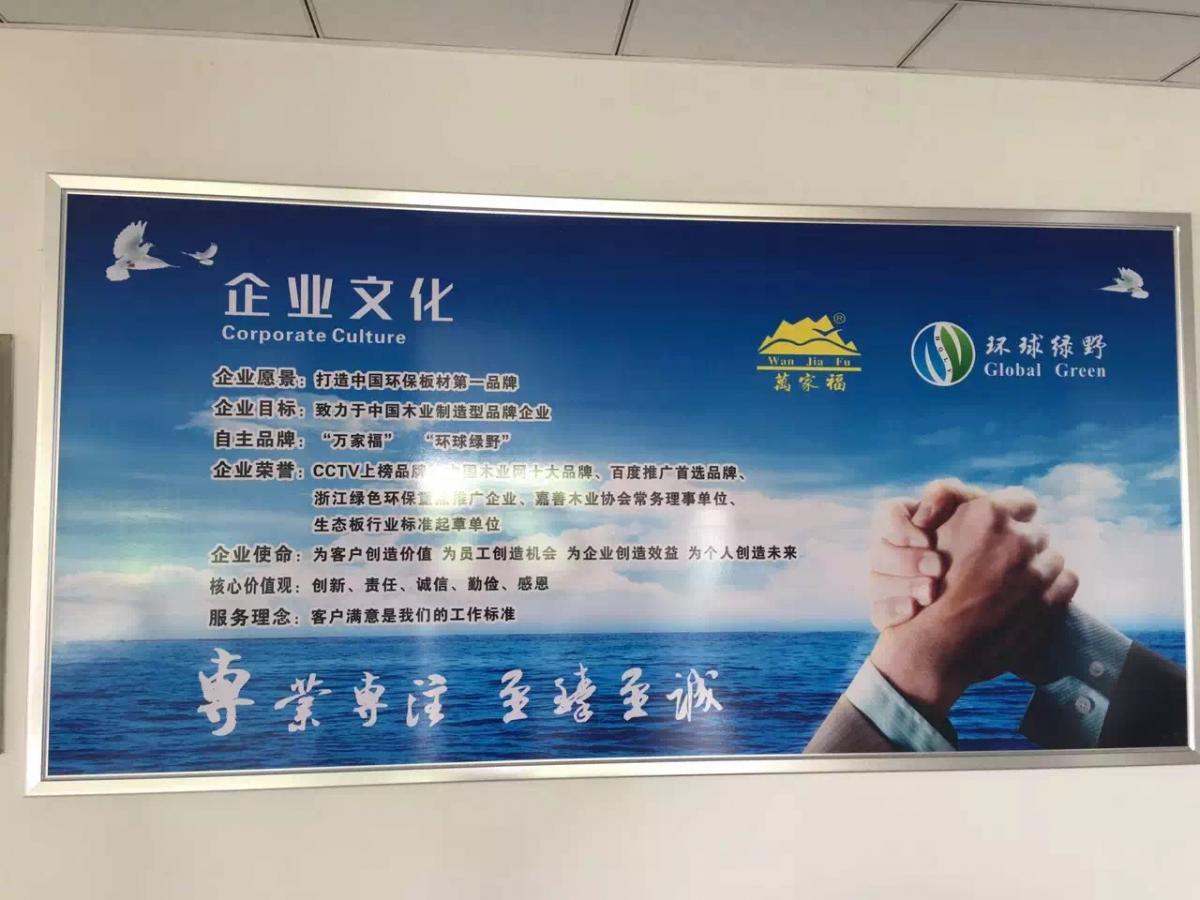 企业文化
Corporate Culture
Wan Jia Fu
萬家福
®
环球绿野
Global Green
企业愿景：打造中国环保板材第一品牌
企业目标：致力于中国木业制造型品牌企业
自主品牌：“万家福” “环球绿野”
企业荣誉：CCTV上榜品牌、中国木业网十大品牌、百度推广首选品牌、
浙江绿色环保重点推广企业、嘉善木业协会常务理事单位、
生态板行业标准起草单位
企业使命：为客户创造价值 为员工创造机会 为企业创造效益 为个人创造未来
核心价值观：创新、责任、诚信、勤俭、感恩
服务理念：客户满意是我们的工作标准
專業專注 至臻至诚